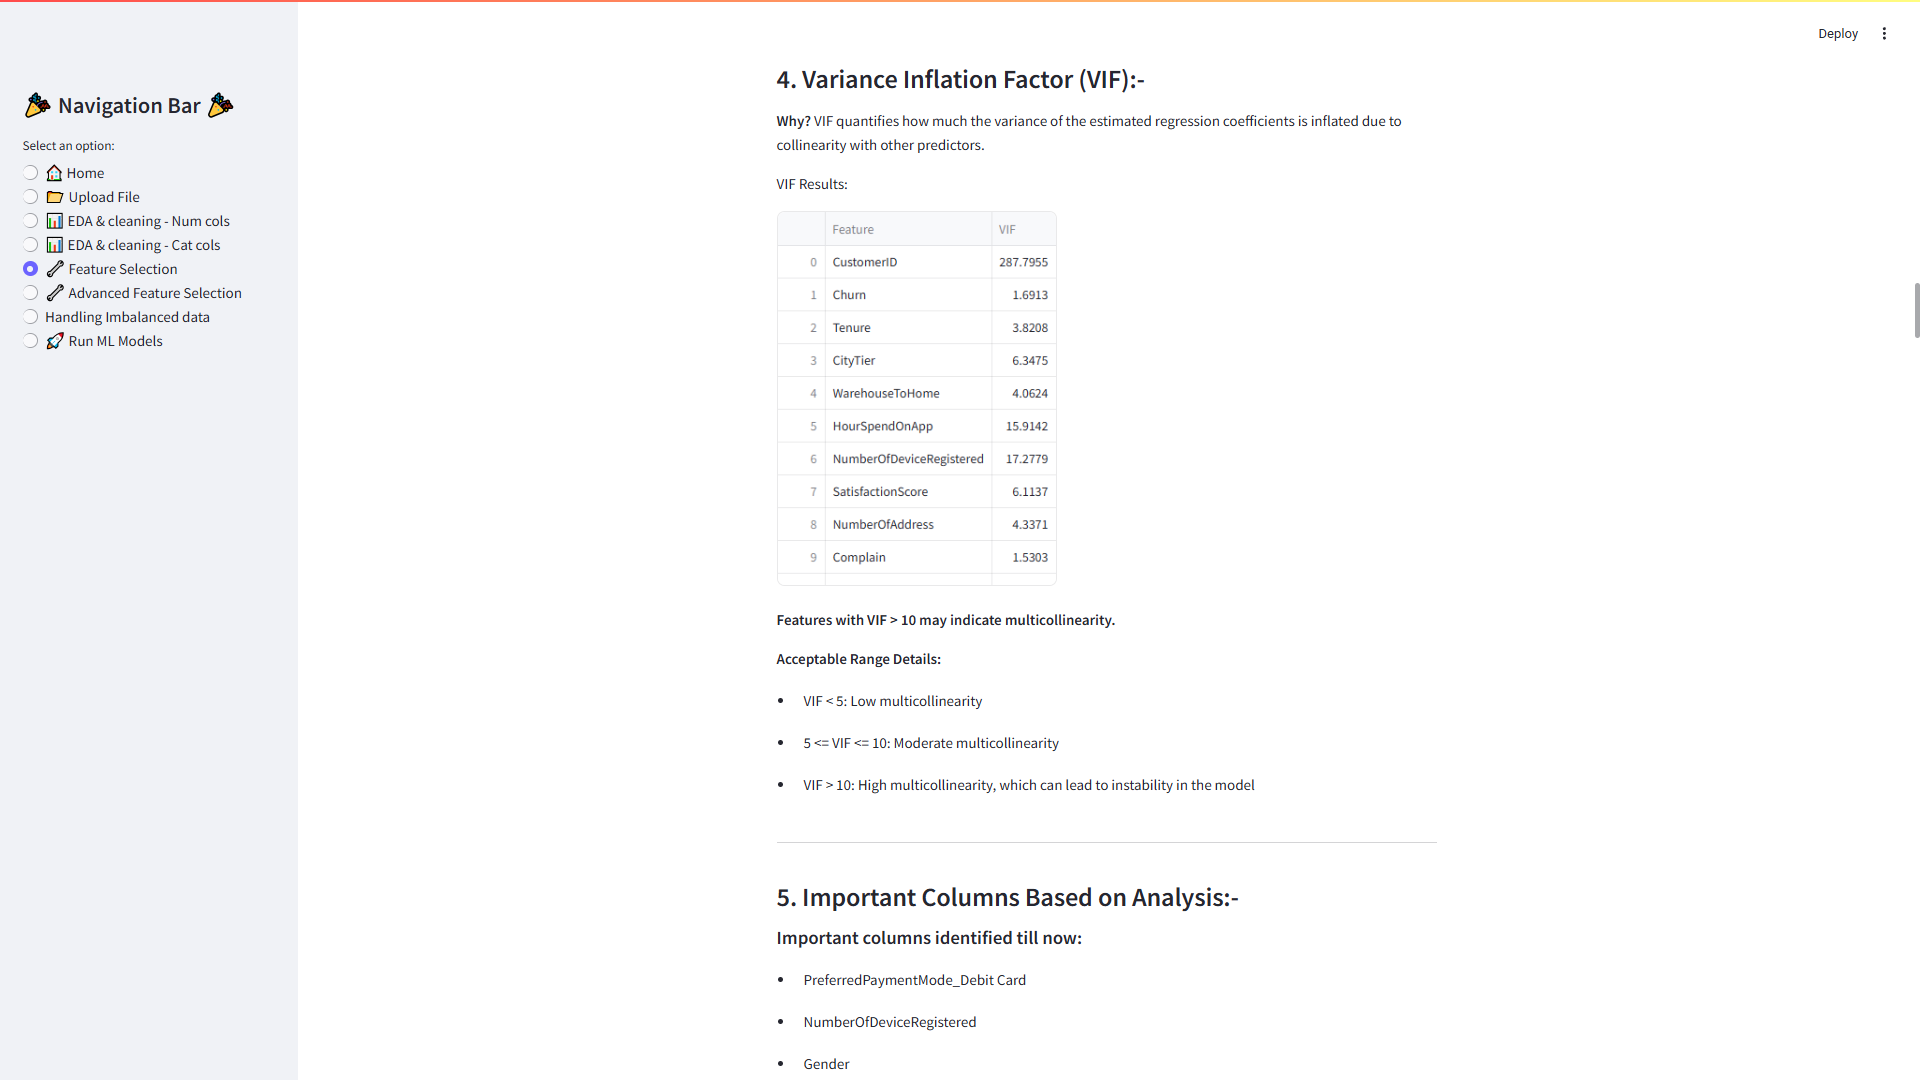 Deploy
Navigation Bar
Select an option:
Home
Upload File
EDA & cleaning - Num cols
EDA & cleaning - Cat cols
Feature Selection
Advanced Feature Selection
Handling Imbalanced data
Run ML Models
4. Variance Inflation Factor (VIF):-
Why? VIF quantifies how much the variance of the estimated regression coefficients is inflated due to
collinearity with other predictors.
VIF Results:
Feature VIF
0 CustomerID 287.7955
1 Churn 1.6913
2 Tenure 3.8208
3 CityTier 6.3475
4 WarehouseToHome 4.0624
5 HourSpendOnApp 15.9142
6 NumberOfDeviceRegistered 17.2779
7 SatisfactionScore 6.1137
8 NumberOfAddress 4.3371
9 Complain 1.5303
Features with VIF > 10 may indicate multicollinearity.
Acceptable Range Details:
• VIF < 5: Low multicollinearity
• 5 <= VIF <= 10: Moderate multicollinearity
• VIF > 10: High multicollinearity, which can lead to instability in the model
5. Important Columns Based on Analysis:-
Important columns identified till now:
• PreferredPaymentMode_Debit Card
• NumberOfDeviceRegistered
• Gender